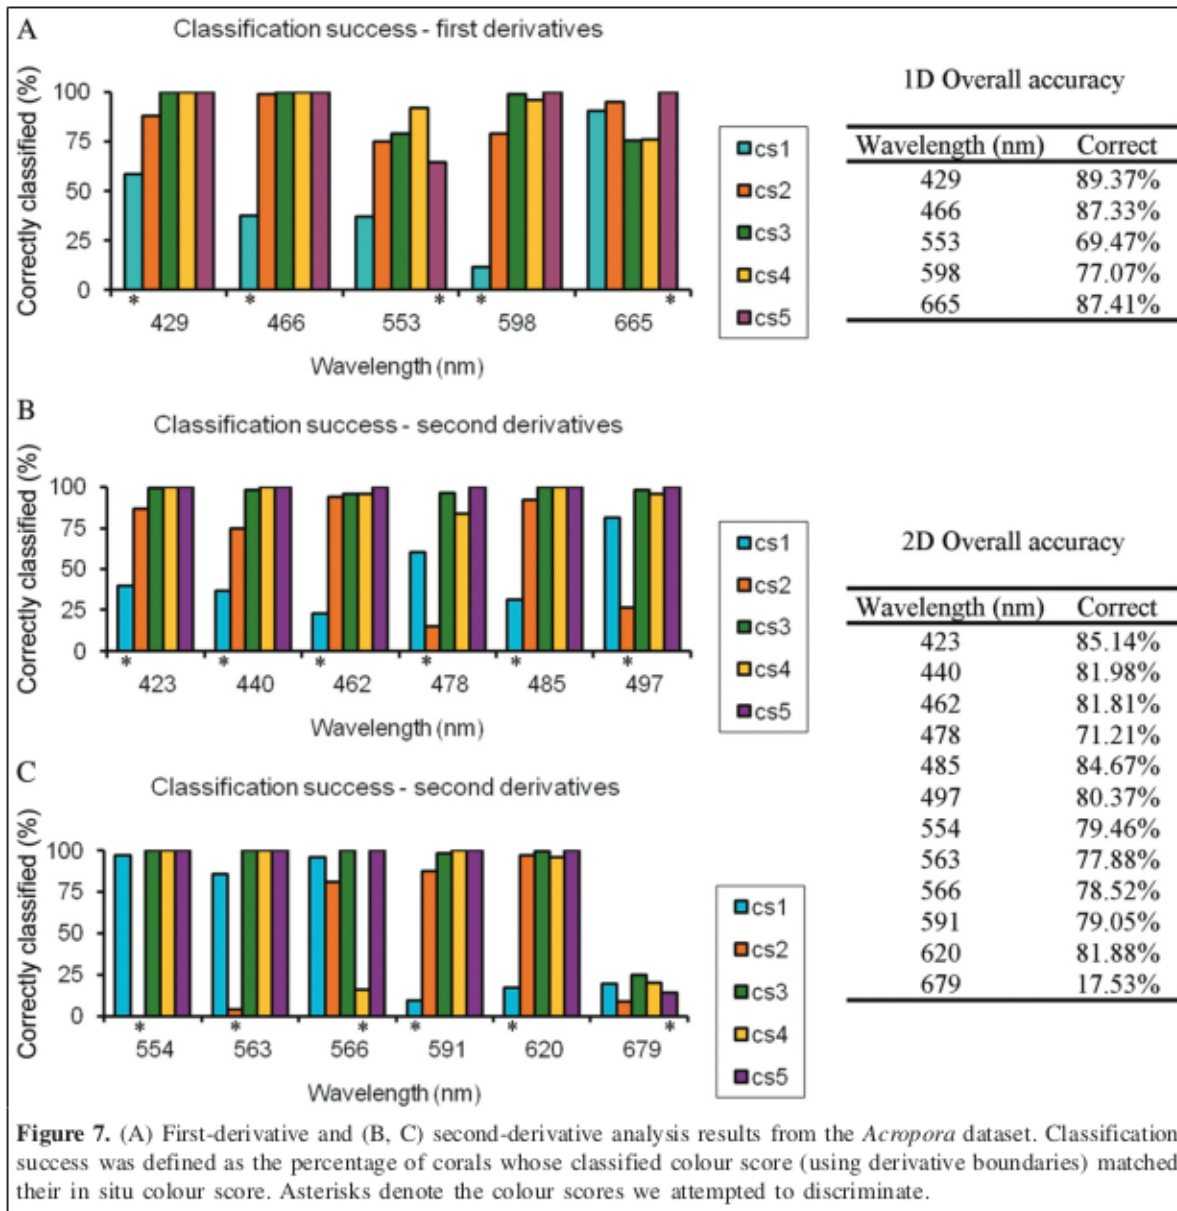 A
Classification success - first derivatives
Correctly classified (%)
100
75
50
25
0
* * * * *
429 466 553 598 665
Wavelength (nm)
cs1
cs2
cs3
cs4
cs5
1D Overall accuracy
Wavelength (nm) Correct
429 89.37%
466 87.33%
553 69.47%
598 77.07%
665 87.41%
B
Classification success - second derivatives
Correctly classified (%)
100
75
50
25
0
* * * * * *
423 440 462 478 485 497
Wavelength (nm)
cs1
cs2
cs3
cs4
cs5
C
Classification success - second derivatives
Correctly classified (%)
100
75
50
25
0
* * * * * *
554 563 566 591 620 679
Wavelength (nm)
cs1
cs2
cs3
cs4
cs5
2D Overall accuracy
Wavelength (nm) Correct
423 85.14%
440 81.98%
462 81.81%
478 71.21%
485 84.67%
497 80.37%
554 79.46%
563 77.88%
566 78.52%
591 79.05%
620 81.88%
679 17.53%
Figure 7. (A) First-derivative and (B, C) second-derivative analysis results from the Acropora dataset. Classification
success was defined as the percentage of corals whose classified colour score (using derivative boundaries) matched
their in situ colour score. Asterisks denote the colour scores we attempted to discriminate.